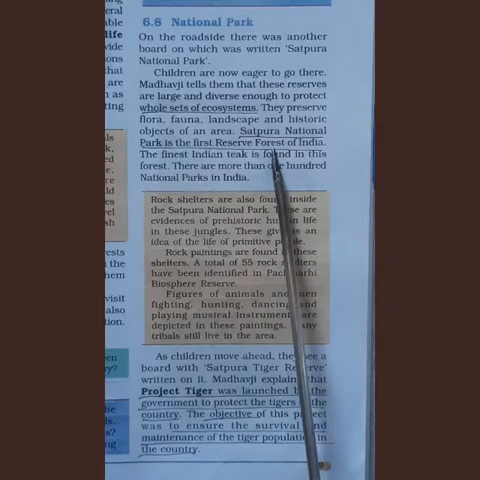 eral
able
life
vide
ons
that
are
n as
ting
6.8 National Park
On the roadside there was another
board on which was written 'Satpura
National Park'.
Children are now eager to go there.
Madhavji tells them that these reserves
are large and diverse enough to protect
whole sets of ecosystems. They preserve
flora, fauna, landscape and historic
objects of an area. Satpura National
Park is the first Reserve Forest of India.
The finest Indian teak is found in this
forest. There are more than one hundred
National Parks in India.
Rock shelters are also found inside
the Satpura National Park. These are
evidences of prehistoric human life
in these jungles. These give us an
idea of the life of primitive people.
Rock paintings are found in these
shelters. A total of 55 rock shelters
have been identified in Pachmarhi
Biosphere Reserve.
Figures of animals and men
fighting, hunting, dancing and
playing musical instruments are
depicted in these paintings. Many
tribals still live in the area.
As children move ahead, they see a
board with 'Satpura Tiger Reserve'
written on it. Madhavji explains that
Project Tiger was launched by the
government to protect the tigers in the
country. The objective of this project
was to ensure the survival and
maintenance of the tiger population in
the country.